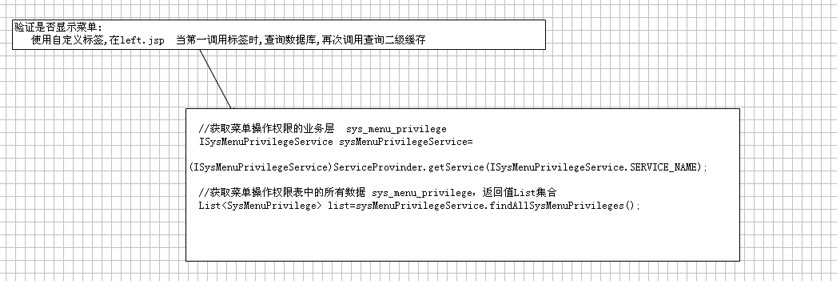 验证是否显示菜单:
使用自定义标签,在left.jsp 当第一调用标签时,查询数据库,再次调用查询二级缓存
//获取菜单操作权限的业务层 sys_menu_privilege
ISysMenuPrivilegeService sysMenuPrivilegeService=
(ISysMenuPrivilegeService)ServiceProvinder.getService(ISysMenuPrivilegeService.SERVICE_NAME);
//获取菜单操作权限表中的所有数据 sys_menu_privilege，返回值List集合
List<SysMenuPrivilege> list=sysMenuPrivilegeService.findAllSysMenuPrivileges();